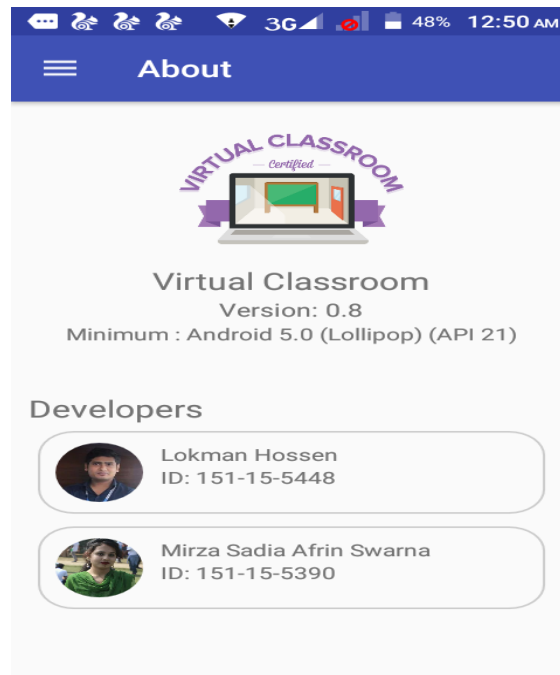 3G 48% 12:50 AM
About
VIRTUAL CLASSROOM
Certified
Virtual Classroom
Version: 0.8
Minimum : Android 5.0 (Lollipop) (API 21)
Developers
Lokman Hossen
ID: 151-15-5448
Mirza Sadia Afrin Swarna
ID: 151-15-5390